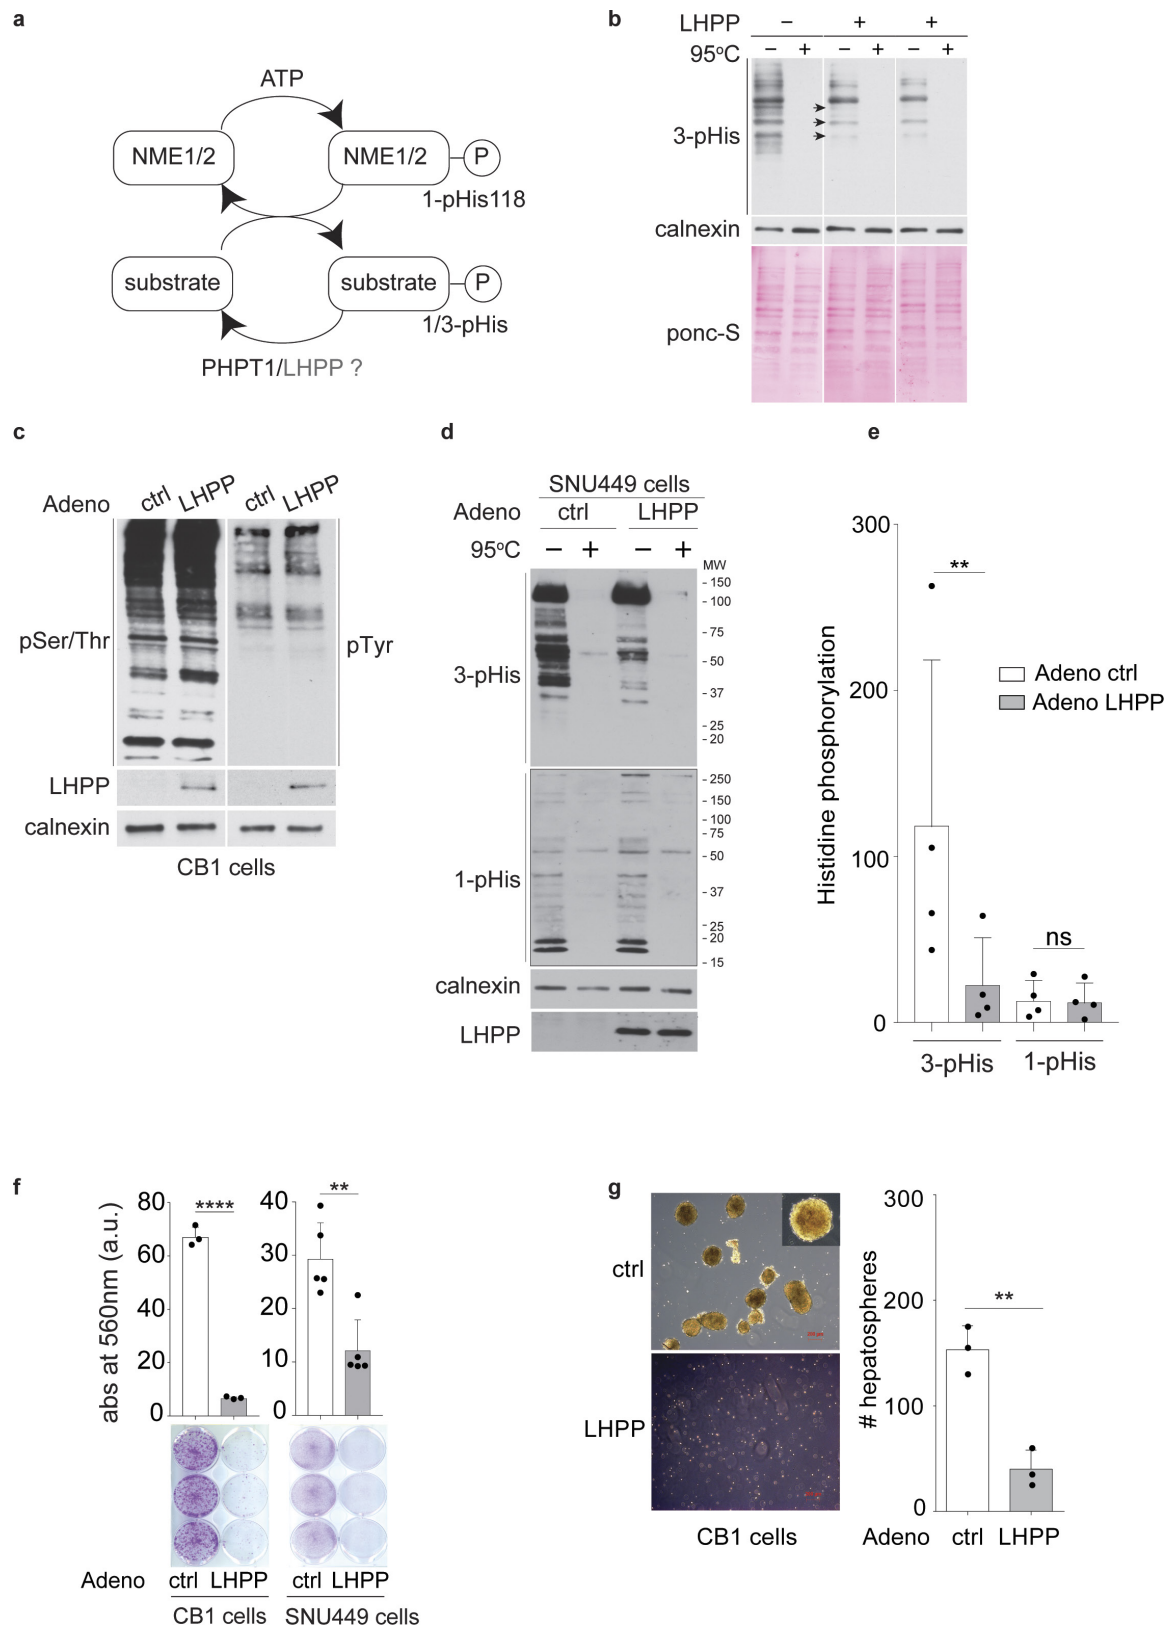 a
ATP
NME1/2
NME1/2
P
1-pHis118
substrate
substrate
P
1/3-pHis
PHPT1/LHPP ?
b
LHPP − + +
95°C − + − + − +
3-pHis
calnexin
ponc-S
c
Adeno ctrl LHPP ctrl LHPP
pSer/Thr
pTyr
LHPP
calnexin
CB1 cells
d
SNU449 cells
Adeno ctrl LHPP
95°C − + − +
MW
3-pHis
- 150
- 100
- 75
- 50
- 37
- 25
- 20
1-pHis
- 250
- 150
- 100
- 75
- 50
- 37
- 25
- 20
- 15
calnexin
LHPP
e
Histidine phosphorylation
300
200
100
0
**
ns
Adeno ctrl
Adeno LHPP
3-pHis 1-pHis
f
abs at 560nm (a.u.)
80
60
40
20
0
****
40
30
20
10
0
**
Adeno ctrl LHPP ctrl LHPP
CB1 cells SNU449 cells
g
ctrl
LHPP
CB1 cells
# hepatospheres
300
200
100
0
**
Adeno ctrl LHPP